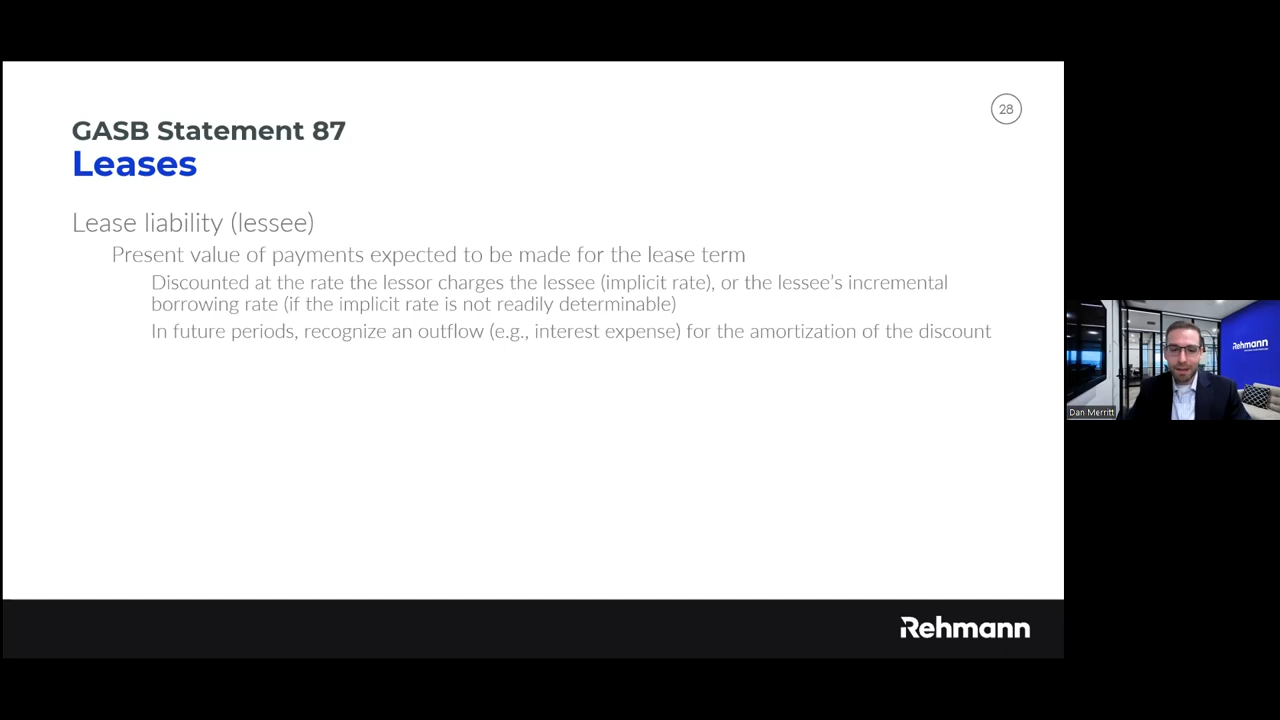 28
GASB Statement 87
Leases
Lease liability (lessee)
Present value of payments expected to be made for the lease term
Discounted at the rate the lessor charges the lessee (implicit rate), or the lessee's incremental
borrowing rate (if the implicit rate is not readily determinable)
In future periods, recognize an outflow (e.g., interest expense) for the amortization of the discount
Rehmann
Dan Merritt
Rehmann